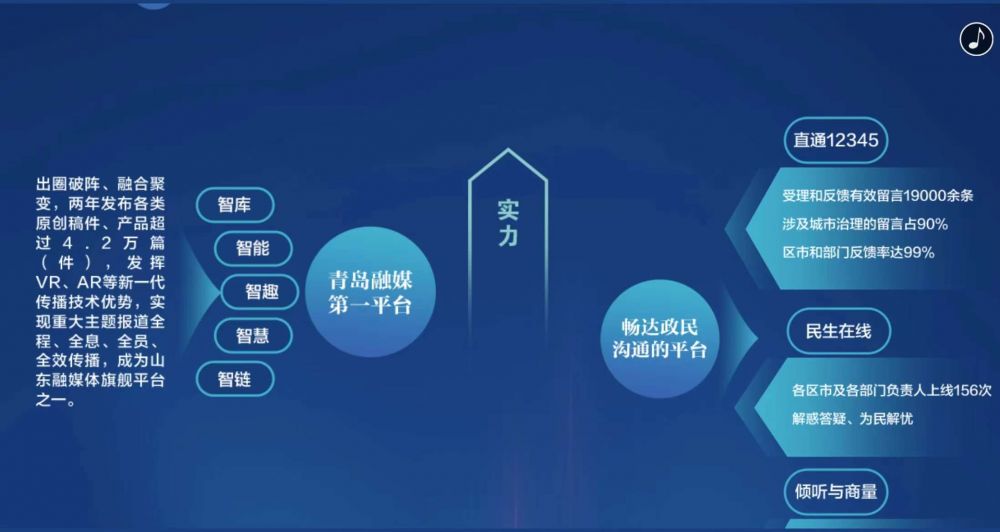 出圈破阵、融合聚
变，两年发布各类
原创稿件、产品超
过4.2万篇
（件），发挥
VR、AR等新一代
传播技术优势，实
现重大主题报道全
程、全息、全员、
全效传播，成为山
东融媒体旗舰平台
之一。
智库
智能
智趣
智慧
智链
青岛融媒
第一平台
实
力
畅达政民
沟通的平台
直通12345
受理和反馈有效留言19000余条
涉及城市治理的留言占90%
区市和部门反馈率达99%
民生在线
各区市及各部门负责人上线156次
解惑答疑、为民解忧
倾听与商量